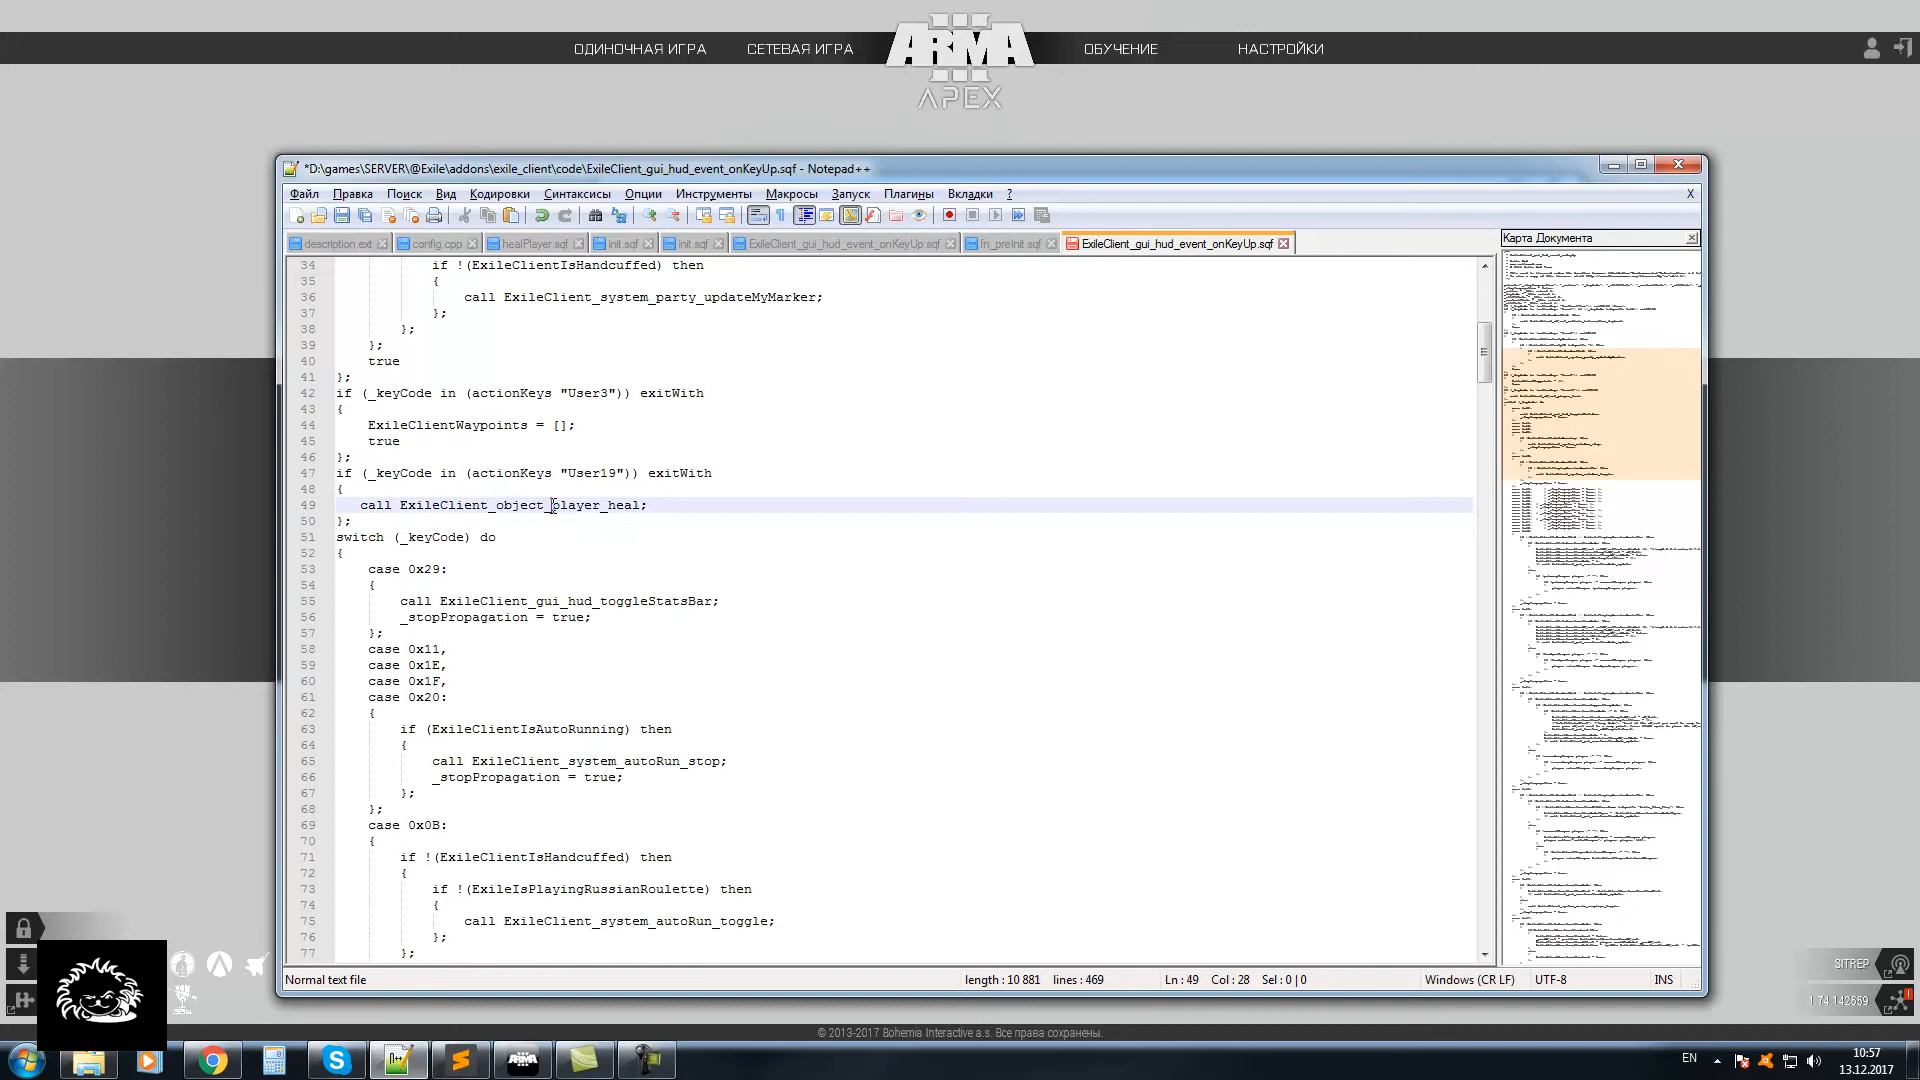 ОДИНОЧНАЯ ИГРА
СЕТЕВАЯ ИГРА
ARMA III
APEX
ОБУЧЕНИЕ
НАСТРОЙКИ
*D:\games\SERVER\@Exile\addons\exile_client\code\ExileClient_gui_hud_event_onKeyUp.sqf - Notepad++
Файл Правка Поиск Вид Кодировки Синтаксисы Опции Инструменты Макросы Запуск Плагины Вкладки ? X
description.ext config.cpp healPlayer.sqf init.sqf init.sqf ExileClient_gui_hud_event_onKeyUp.sqf fn_preInit.sqf ExileClient_gui_hud_event_onKeyUp.sqf
Карта Документа
34 if !(ExileClientIsHandcuffed) then
35 {
36 call ExileClient_system_party_updateMyMarker;
37 };
38 };
39 };
40 true
41 };
42 if (_keyCode in (actionKeys "User3")) exitWith
43 {
44 ExileClientWaypoints = [];
45 true
46 };
47 if (_keyCode in (actionKeys "User19")) exitWith
48 {
49 call ExileClient_object_player_heal;
50 };
51 switch (_keyCode) do
52 {
53 case 0x29:
54 {
55 call ExileClient_gui_hud_toggleStatsBar;
56 _stopPropagation = true;
57 };
58 case 0x11,
59 case 0x1E,
60 case 0x1F,
61 case 0x20:
62 {
63 if (ExileClientIsAutoRunning) then
64 {
65 call ExileClient_system_autoRun_stop;
66 _stopPropagation = true;
67 };
68 };
69 case 0x0B:
70 {
71 if !(ExileClientIsHandcuffed) then
72 {
73 if !(ExileIsPlayingRussianRoulette) then
74 {
75 call ExileClient_system_autoRun_toggle;
76 };
77 };
Normal text file length : 10 881 lines : 469 Ln : 49 Col : 28 Sel : 0 | 0 Windows (CR LF) UTF-8 INS
SITREP
1.74.142559
© 2013-2017 Bohemia Interactive a.s. Все права сохранены.
EN
10:57
13.12.2017